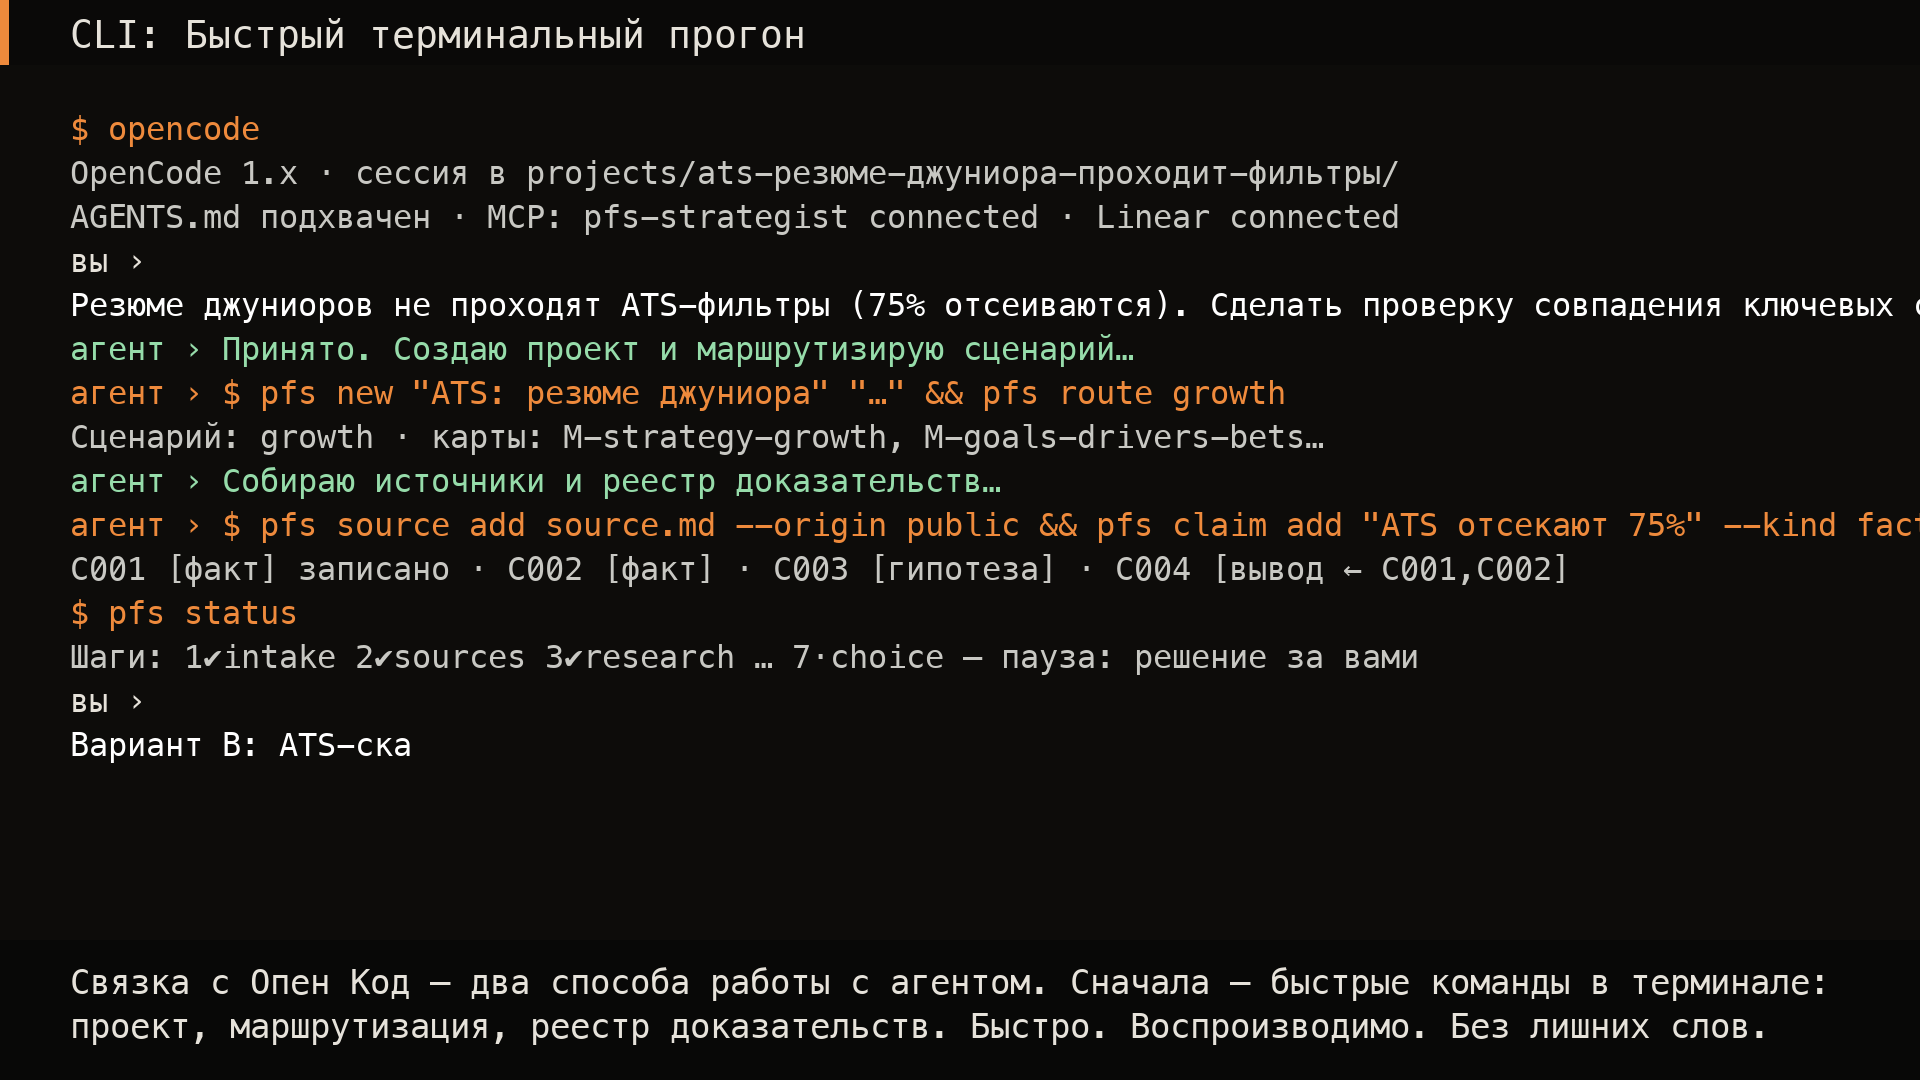 CLI: Быстрый терминальный прогон
$ opencode
OpenCode 1.x · сессия в projects/ats-резюме-джуниора-проходит-фильтры/
AGENTS.md подхвачен · MCP: pfs-strategist connected · Linear connected
вы ›
Резюме джуниоров не проходят ATS-фильтры (75% отсеиваются). Сделать проверку совпадения ключевых
агент › Принято. Создаю проект и маршрутизирую сценарий…
агент › $ pfs new "ATS: резюме джуниора" "…" && pfs route growth
Сценарий: growth · карты: M-strategy-growth, M-goals-drivers-bets…
агент › Собираю источники и реестр доказательств…
агент › $ pfs source add source.md --origin public && pfs claim add "ATS отсекают 75%" --kind fact
C001 [факт] записано · C002 [факт] · C003 [гипотеза] · C004 [вывод ← C001,C002]
$ pfs status
Шаги: 1✔intake 2✔sources 3✔research … 7·choice — пауза: решение за вами
вы ›
Вариант B: ATS-ска
Связка с Опен Код — два способа работы с агентом. Сначала — быстрые команды в терминале:
проект, маршрутизация, реестр доказательств. Быстро. Воспроизводимо. Без лишних слов.